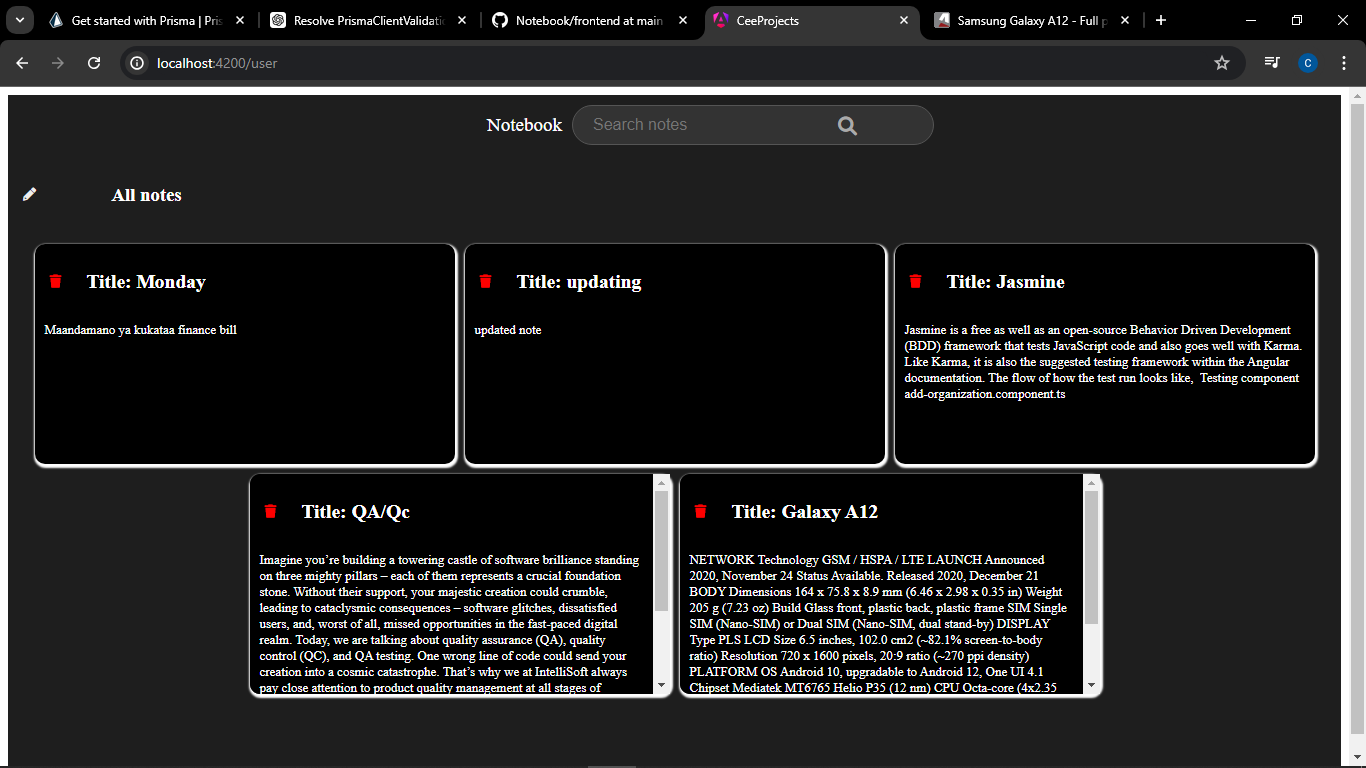 Get started with Prisma | Pris
Resolve PrismaClientValidatio
Notebook/frontend at main
CeeProjects
Samsung Galaxy A12 - Full p
localhost:4200/user
C
Notebook
Search notes
All notes
Title: Monday
Maandamano ya kukataa finance bill
Title: updating
updated note
Title: Jasmine
Jasmine is a free as well as an open-source Behavior Driven Development
(BDD) framework that tests JavaScript code and also goes well with Karma.
Like Karma, it is also the suggested testing framework within the Angular
documentation. The flow of how the test run looks like, Testing component
add-organization.component.ts
Title: QA/Qc
Imagine you’re building a towering castle of software brilliance standing
on three mighty pillars – each of them represents a crucial foundation
stone. Without their support, your majestic creation could crumble,
leading to cataclysmic consequences – software glitches, dissatisfied
users, and, worst of all, missed opportunities in the fast-paced digital
realm. Today, we are talking about quality assurance (QA), quality
control (QC), and QA testing. One wrong line of code could send your
creation into a cosmic catastrophe. That’s why we at IntelliSoft always
pay close attention to product quality management at all stages of
Title: Galaxy A12
NETWORK Technology GSM / HSPA / LTE LAUNCH Announced
2020, November 24 Status Available. Released 2020, December 21
BODY Dimensions 164 x 75.8 x 8.9 mm (6.46 x 2.98 x 0.35 in) Weight
205 g (7.23 oz) Build Glass front, plastic back, plastic frame SIM Single
SIM (Nano-SIM) or Dual SIM (Nano-SIM, dual stand-by) DISPLAY
Type PLS LCD Size 6.5 inches, 102.0 cm2 (~82.1% screen-to-body
ratio) Resolution 720 x 1600 pixels, 20:9 ratio (~270 ppi density)
PLATFORM OS Android 10, upgradable to Android 12, One UI 4.1
Chipset Mediatek MT6765 Helio P35 (12 nm) CPU Octa-core (4x2.35